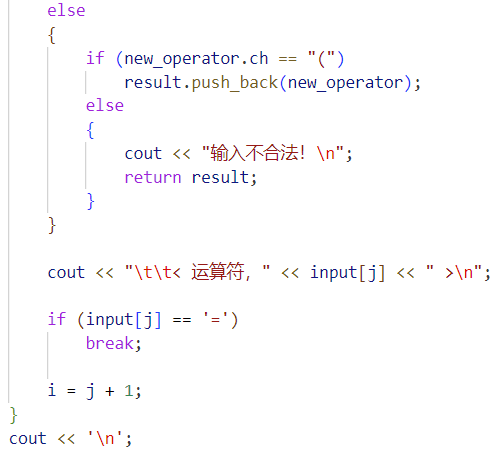 else
{
if (new_operator.ch == "(")
result.push_back(new_operator);
else
{
cout << "输入不合法! \n";
return result;
}
}
cout << "\t\t< 运算符, " << input[j] << " >\n";
if (input[j] == '=')
break;
i = j + 1;
}
cout << '\n';